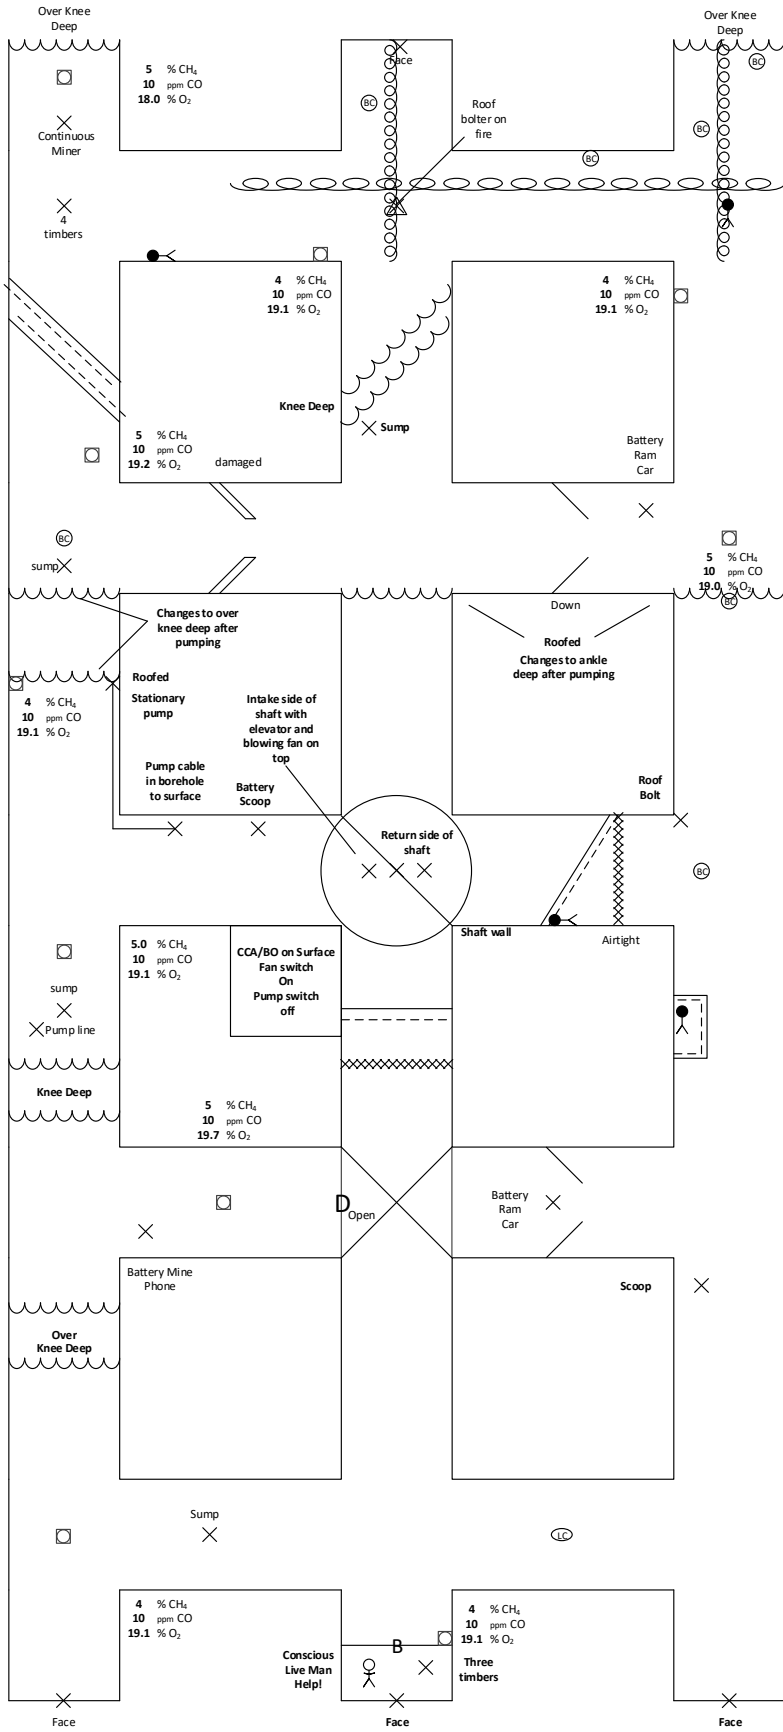 Over Knee
Deep
Over Knee
Deep
5 % CH₄
10 ppm CO
18.0 % O₂
Face
BC
BC
BC
BC
Roof
bolter on
fire
Continuous
Miner
4
timbers
4 % CH₄
10 ppm CO
19.1 % O₂
4 % CH₄
10 ppm CO
19.1 % O₂
Knee Deep
Sump
5 % CH₄
10 ppm CO
19.2 % O₂
damaged
Battery
Ram
Car
BC
sump
5 % CH₄
10 ppm CO
19.0 % O₂
BC
Changes to over
knee deep after
pumping
Down
Roofed
Changes to ankle
deep after pumping
Roofed
Stationary
pump
4 % CH₄
10 ppm CO
19.1 % O₂
Intake side of
shaft with
elevator and
blowing fan on
top
Pump cable
in borehole
to surface
Battery
Scoop
Roof
Bolt
Return side of
shaft
BC
Shaft wall
Airtight
5.0 % CH₄
10 ppm CO
19.1 % O₂
CCA/BO on Surface
Fan switch
On
Pump switch
off
sump
Pump line
Knee Deep
5 % CH₄
10 ppm CO
19.7 % O₂
D
Open
Battery
Ram
Car
Battery Mine
Phone
Scoop
Over
Knee Deep
Sump
LC
4 % CH₄
10 ppm CO
19.1 % O₂
4 % CH₄
10 ppm CO
19.1 % O₂
B
Conscious
Live Man
Help!
Three
timbers
Face
Face
Face